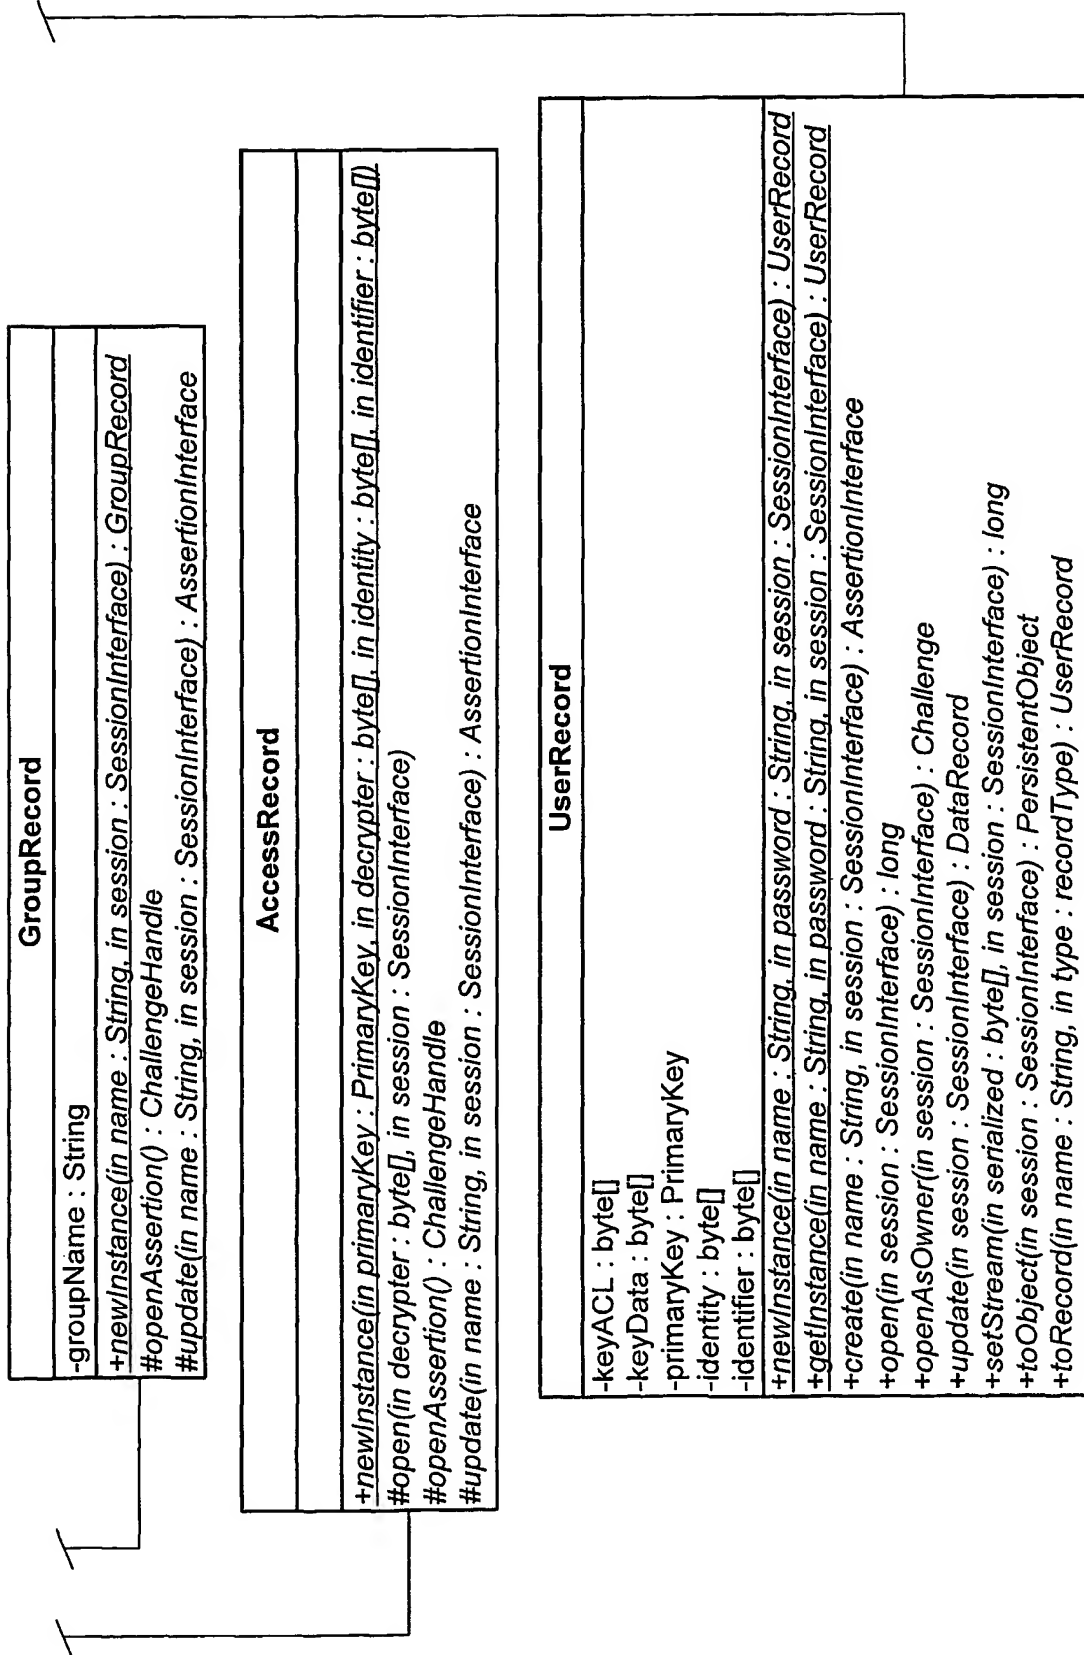 GroupRecord
-groupName : String
+newInstance(in name : String, in session : SessionInterface) : GroupRecord
#openAssertion() : ChallengeHandle
#update(in name : String, in session : SessionInterface) : AssertionInterface
AccessRecord
+newInstance(in primaryKey : PrimaryKey, in decrypter : byte[], in identity : byte[], in identifier : byte[])
#open(in decrypter : byte[], in session : SessionInterface)
#openAssertion() : ChallengeHandle
#update(in name : String, in session : SessionInterface) : AssertionInterface
UserRecord
-keyACL : byte[]
-keyData : byte[]
-primaryKey : PrimaryKey
-identity : byte[]
-identifier : byte[]
+newInstance(in name : String, in password : String, in session : SessionInterface) : UserRecord
+getInstance(in name : String, in password : String, in session : SessionInterface) : UserRecord
+create(in name : String, in session : SessionInterface) : AssertionInterface
+open(in session : SessionInterface) : long
+openAsOwner(in session : SessionInterface) : Challenge
+update(in session : SessionInterface) : DataRecord
+setStream(in serialized : byte[], in session : SessionInterface) : long
+toObject(in session : SessionInterface) : PersistentObject
+toRecord(in name : String, in type : recordType) : UserRecord